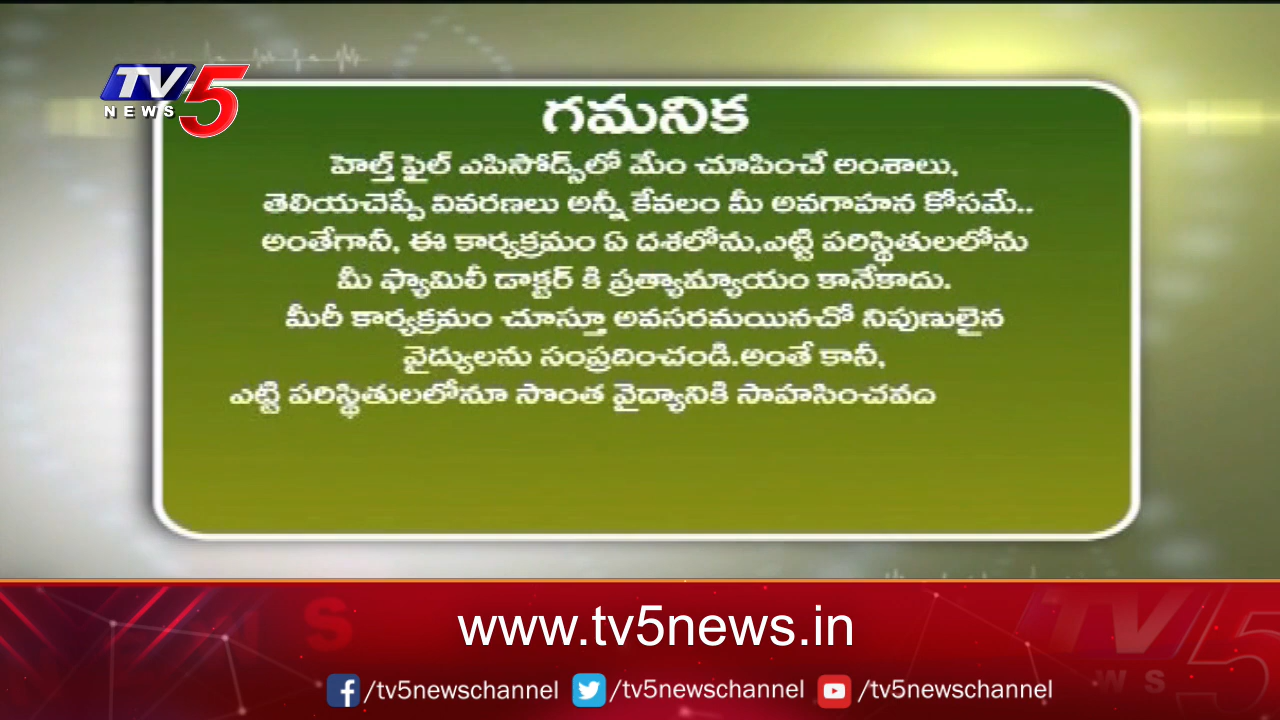 TV5
NEWS
గమనిక
హెల్త్ ఫైల్ ఎపిసోడ్స్‌లో మేం చూపించే అంశాలు,
తెలియచెప్పే వివరణలు అన్నీ కేవలం మీ అవగాహన కోసమే..
అంతేగానీ, ఈ కార్యక్రమం ఏ దశలోను,ఎట్టి పరిస్థితులలోను
మీ ఫ్యామిలీ డాక్టర్ కి ప్రత్యామ్యాయం కానేకాదు.
మీరీ కార్యక్రమం చూస్తూ అవసరమయినచో నిపుణులైన
వైద్యులను సంప్రదించండి.అంతే కానీ,
ఎట్టి పరిస్థితులలోనూ సొంత వైద్యానికి సాహసించవద
www.tv5news.in
/tv5newschannel /tv5newschannel /tv5newschannel